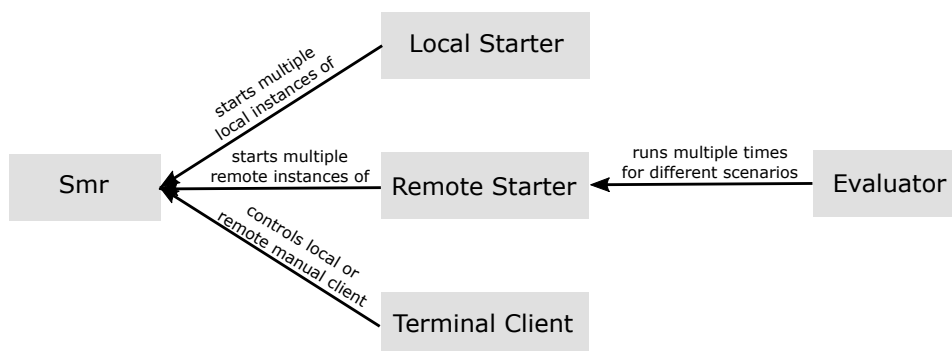 Local Starter
starts multiple
local instances of
Smr
starts multiple
remote instances of
Remote Starter
runs multiple times
for different scenarios
Evaluator
controls local or
remote manual client
Terminal Client